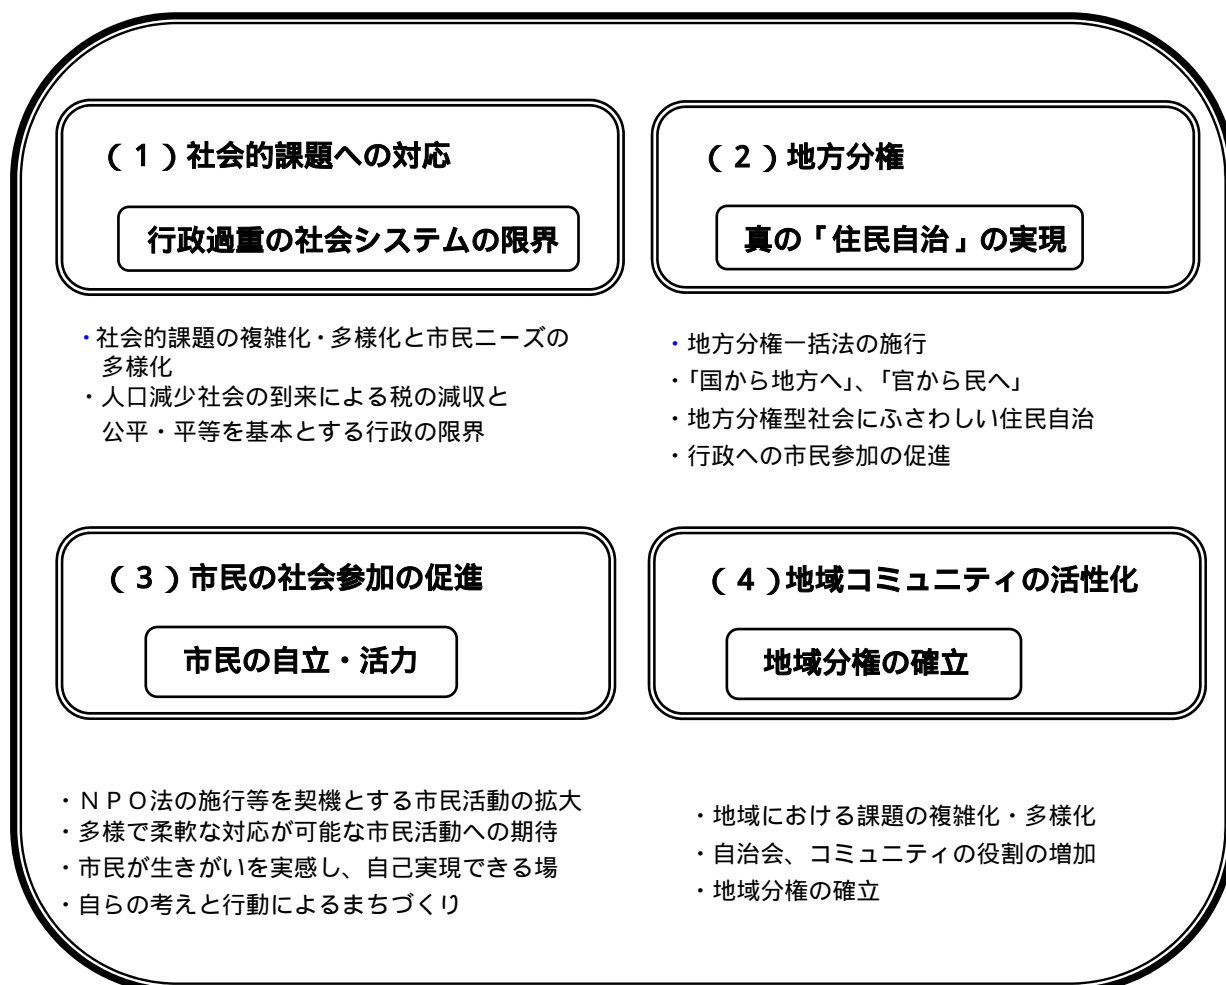 （１）社会的課題への対応
行政過重の社会システムの限界
・社会的課題の複雑化・多様化と市民ニーズの
多様化
・人口減少社会の到来による税の減収と
公平・平等を基本とする行政の限界
（２）地方分権
真の「住民自治」の実現
・地方分権一括法の施行
・「国から地方へ」、「官から民へ」
・地方分権型社会にふさわしい住民自治
・行政への市民参加の促進
（３）市民の社会参加の促進
市民の自立・活力
・ＮＰＯ法の施行等を契機とする市民活動の拡大
・多様で柔軟な対応が可能な市民活動への期待
・市民が生きがいを実感し、自己実現できる場
・自らの考えと行動によるまちづくり
（４）地域コミュニティの活性化
地域分権の確立
・地域における課題の複雑化・多様化
・自治会、コミュニティの役割の増加
・地域分権の確立